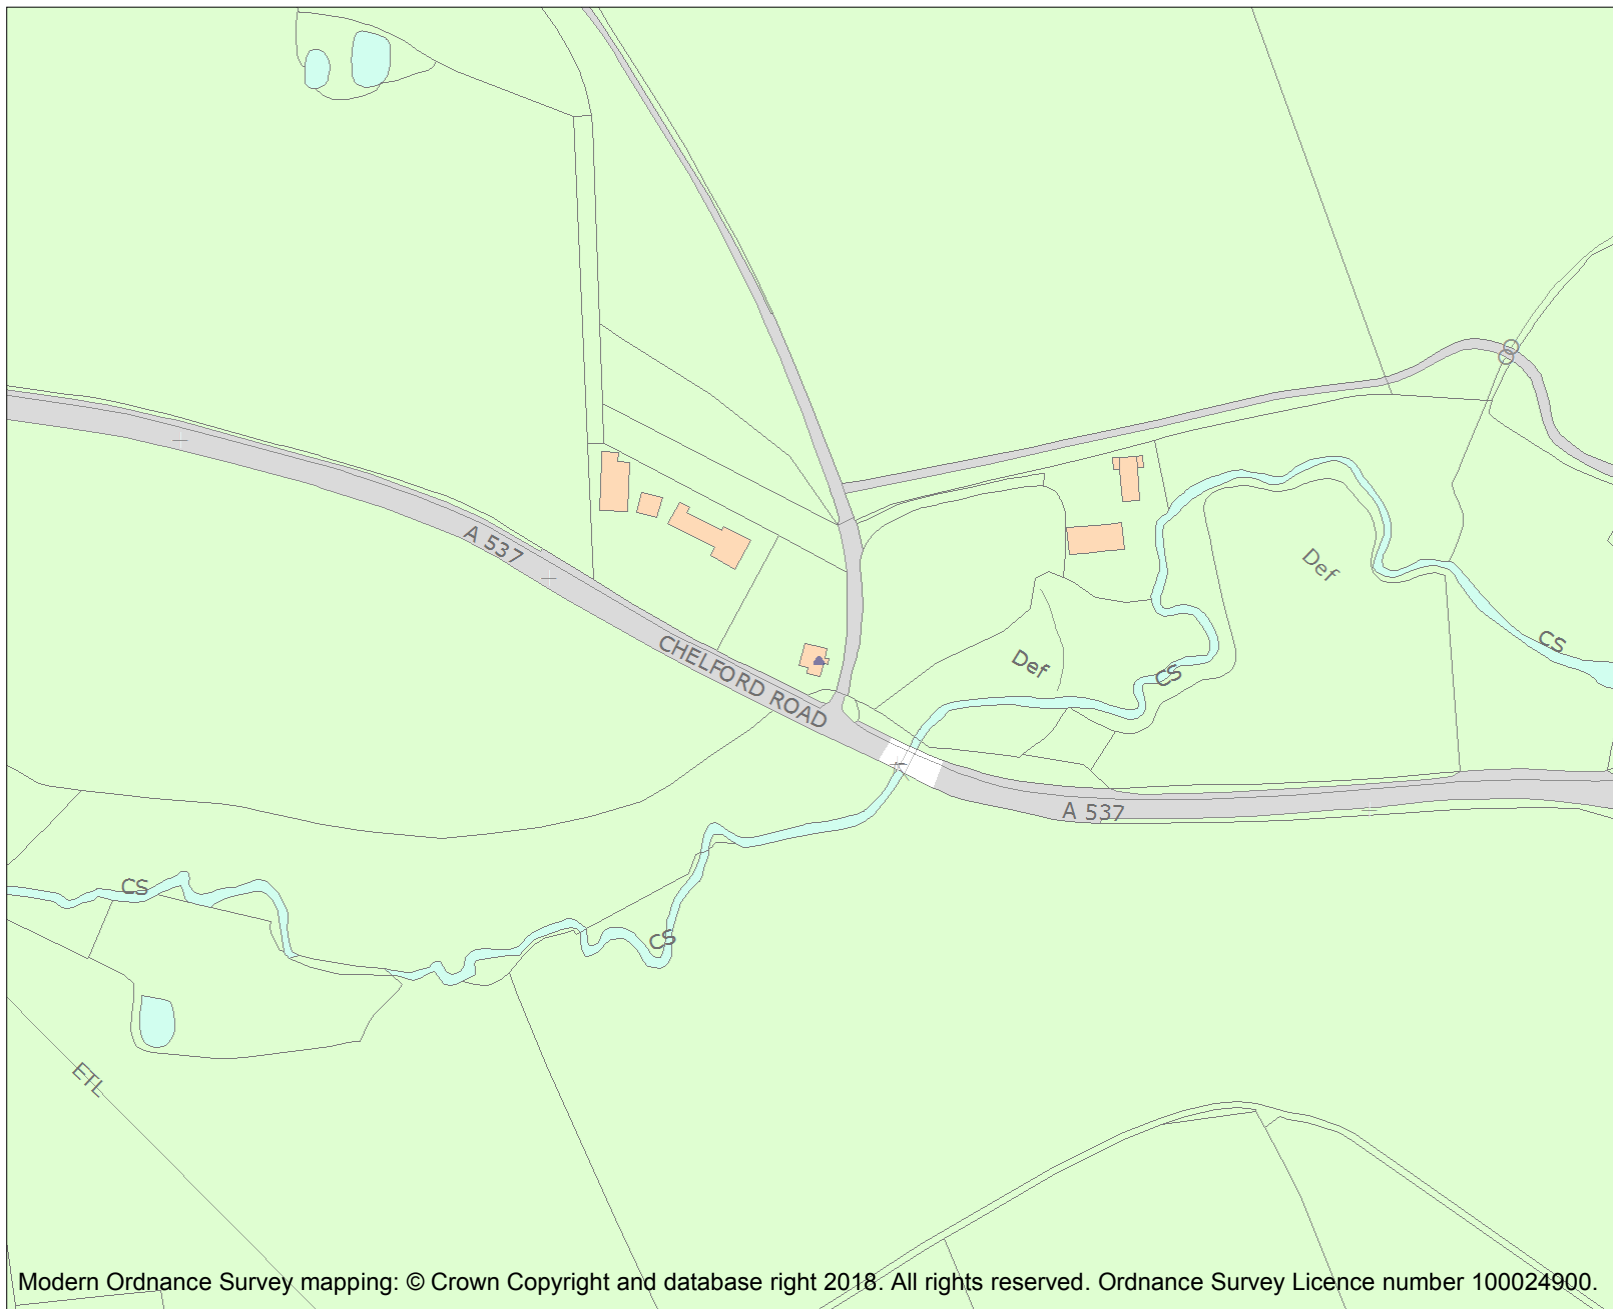 A 537
Def
CHELFORD ROAD
Def
CS
CS
A 537
CS
CS
ETL
Modern Ordnance Survey mapping: © Crown Copyright and database right 2018. All rights reserved. Ordnance Survey Licence number 100024900.